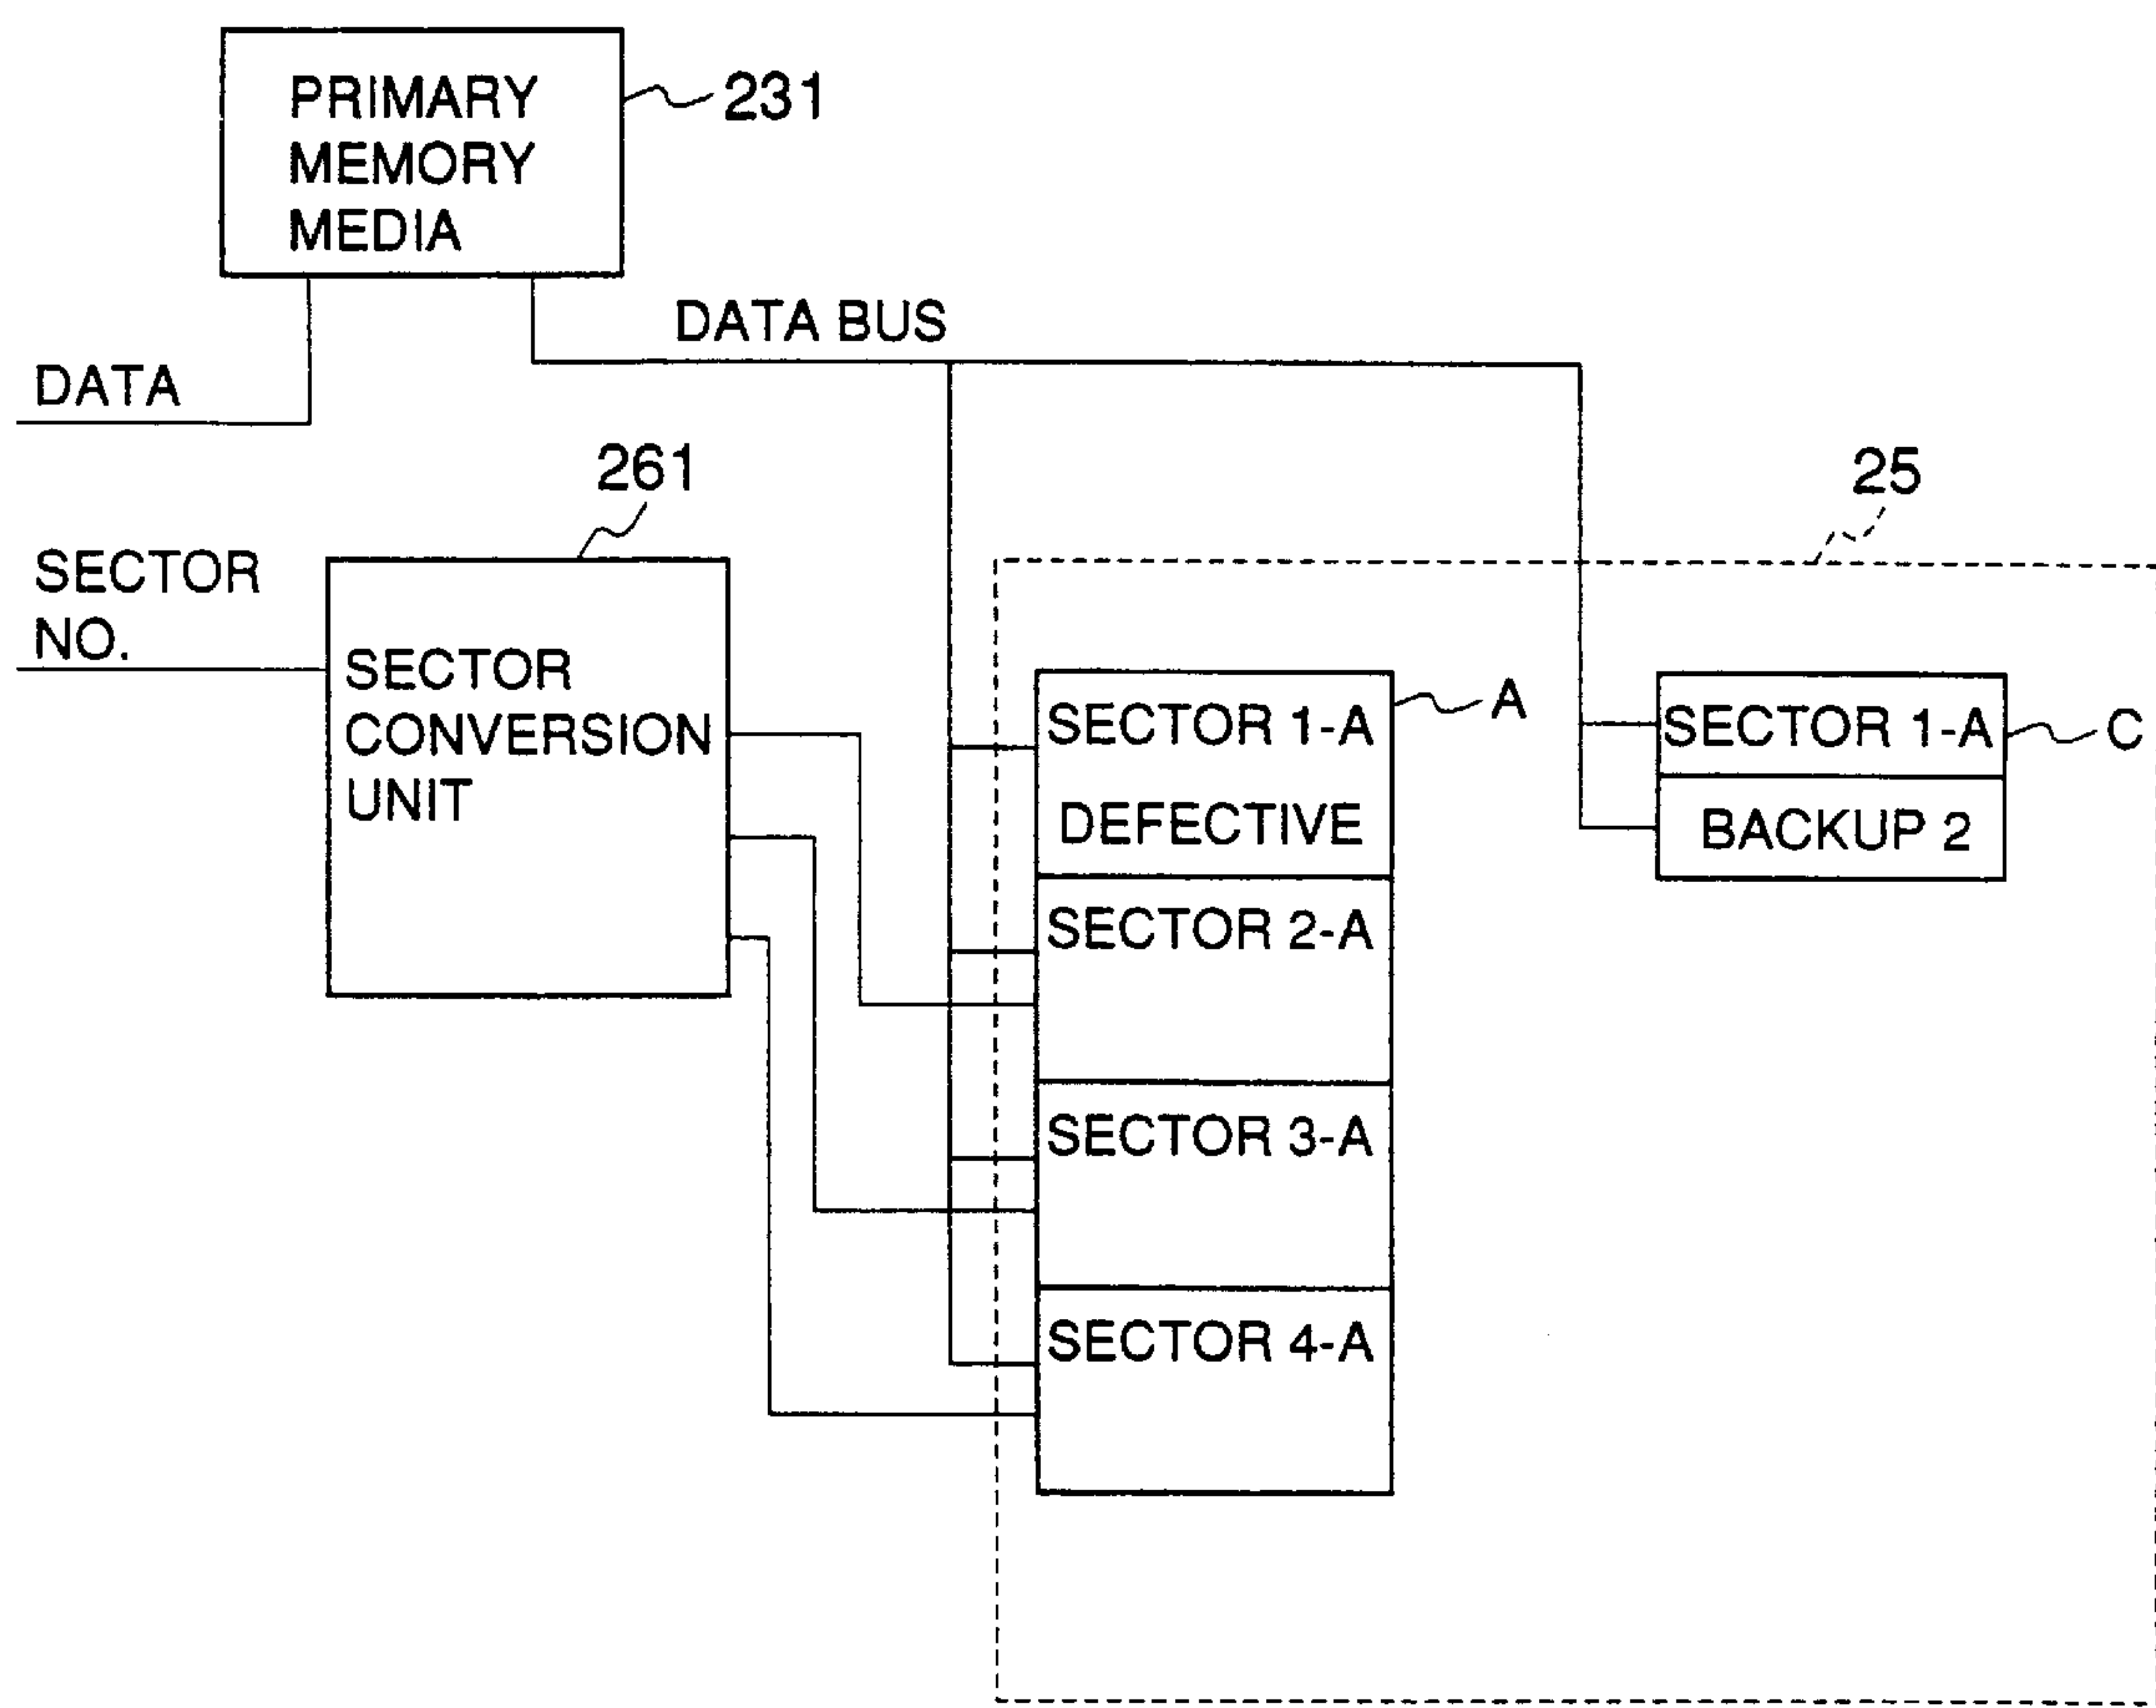 PRIMARY
MEMORY
MEDIA
231
DATA BUS
DATA
261
25
SECTOR
NO.
SECTOR
CONVERSION
UNIT
SECTOR 1-A
DEFECTIVE
A
SECTOR 1-A
C
BACKUP 2
SECTOR 2-A
SECTOR 3-A
SECTOR 4-A